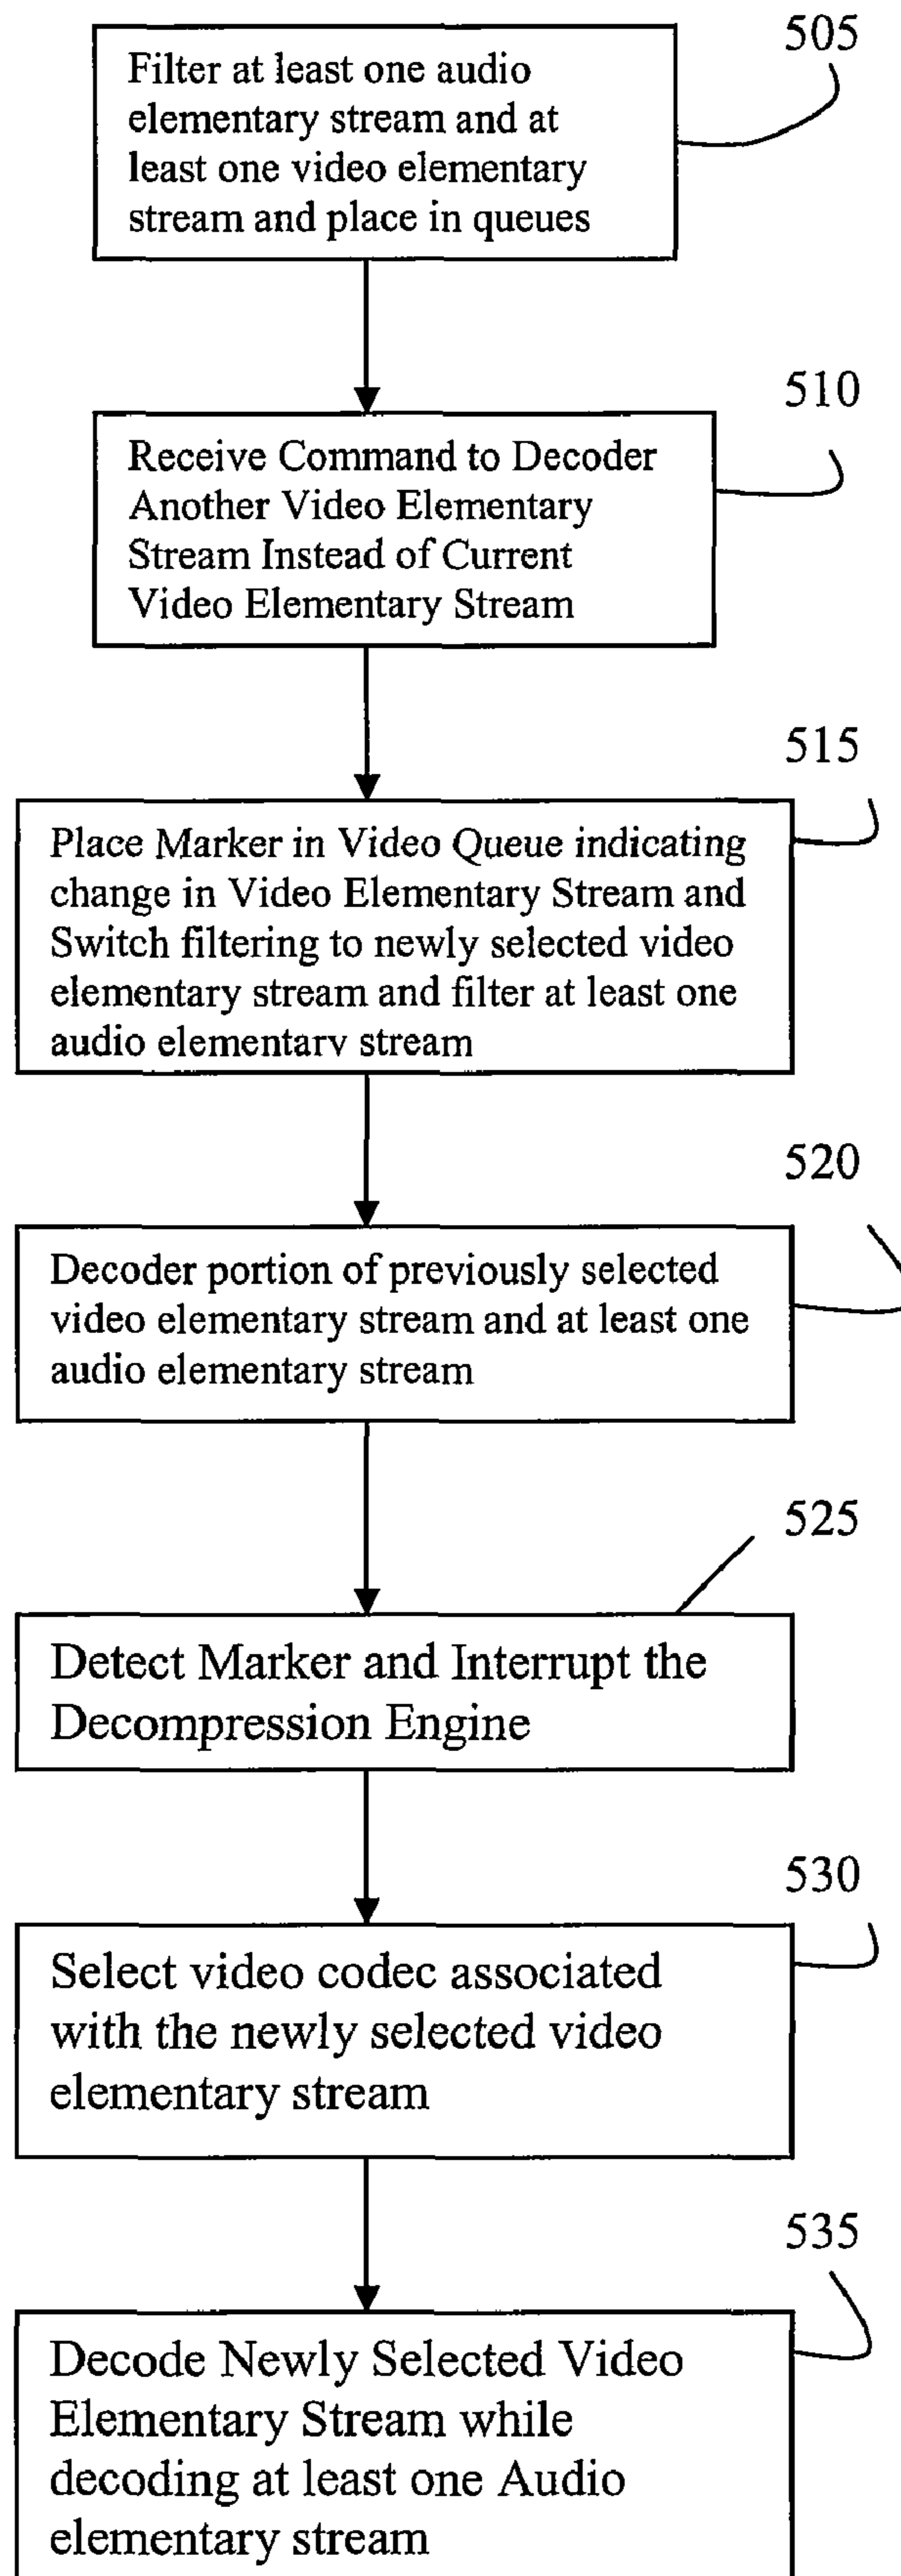 505
Filter at least one audio
elementary stream and at
least one video elementary
stream and place in queues
510
Receive Command to Decoder
Another Video Elementary
Stream Instead of Current
Video Elementary Stream
515
Place Marker in Video Queue indicating
change in Video Elementary Stream and
Switch filtering to newly selected video
elementary stream and filter at least one
audio elementary stream
520
Decoder portion of previously selected
video elementary stream and at least one
audio elementary stream
525
Detect Marker and Interrupt the
Decompression Engine
530
Select video codec associated
with the newly selected video
elementary stream
535
Decode Newly Selected Video
Elementary Stream while
decoding at least one Audio
elementary stream